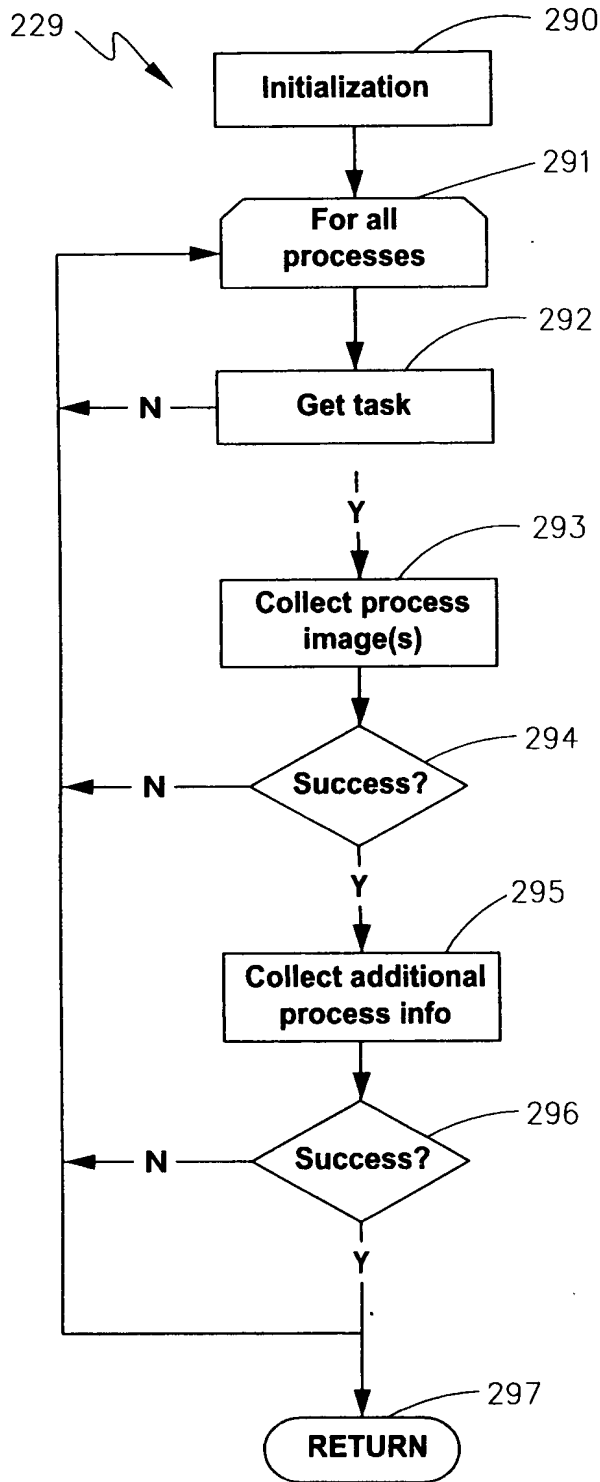 229
290
Initialization
291
For all
processes
292
Get task
N
Y
293
Collect process
image(s)
294
Success?
N
Y
295
Collect additional
process info
296
Success?
N
Y
297
RETURN